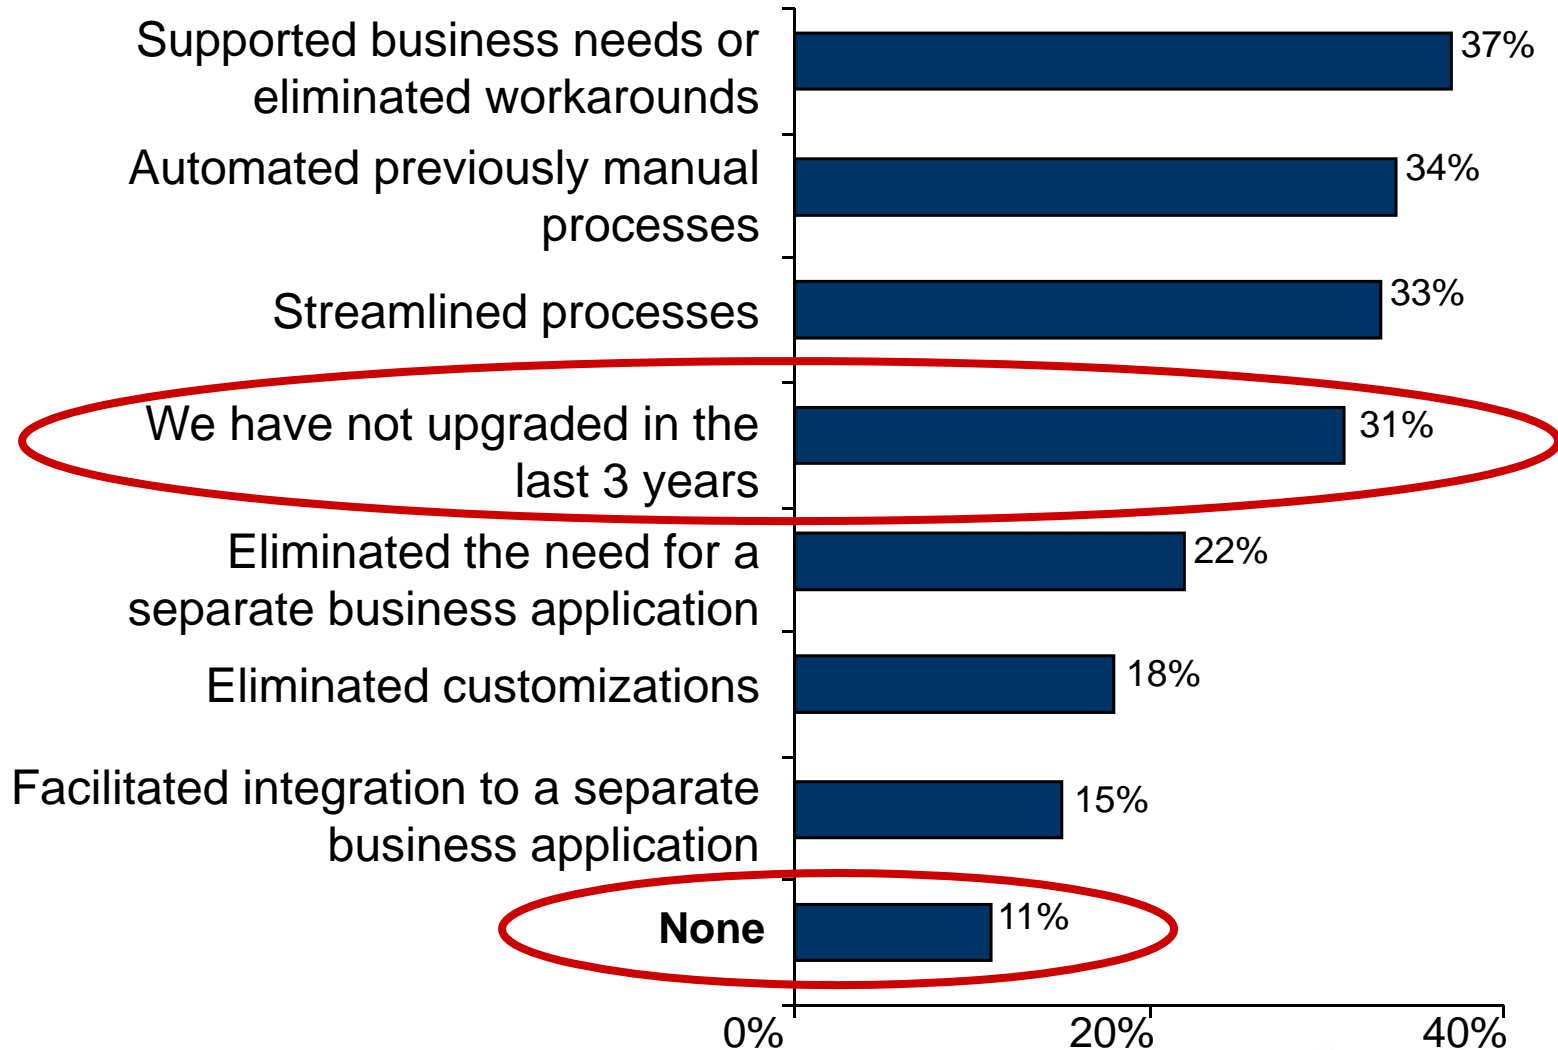 Supported business needs or
eliminated workarounds
37%
Automated previously manual
processes
34%
Streamlined processes
33%
We have not upgraded in the
last 3 years
31%
Eliminated the need for a
separate business application
22%
Eliminated customizations
18%
Facilitated integration to a separate
business application
15%
None
11%
0% 20% 40%